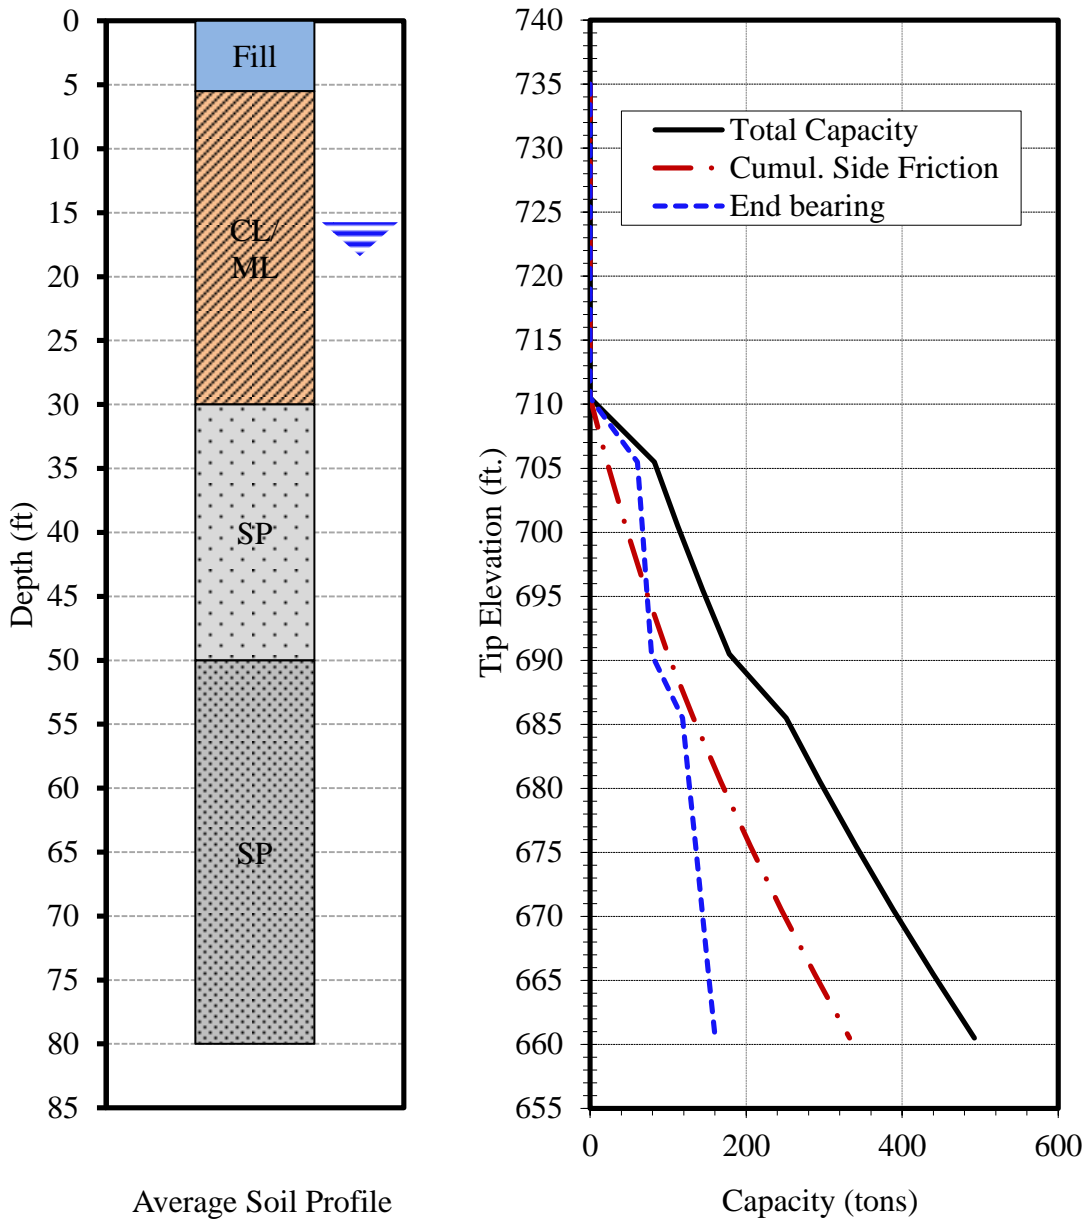 0
5
10
15
20
25
30
35
40
45
50
55
60
65
70
75
80
85
Depth (ft)
Fill
CL/
ML
SP
SP
Average Soil Profile
740
735
730
725
720
715
710
705
700
695
690
685
680
675
670
665
660
655
Tip Elevation (ft.)
Total Capacity
Cumul. Side Friction
End bearing
0 200 400 600
Capacity (tons)